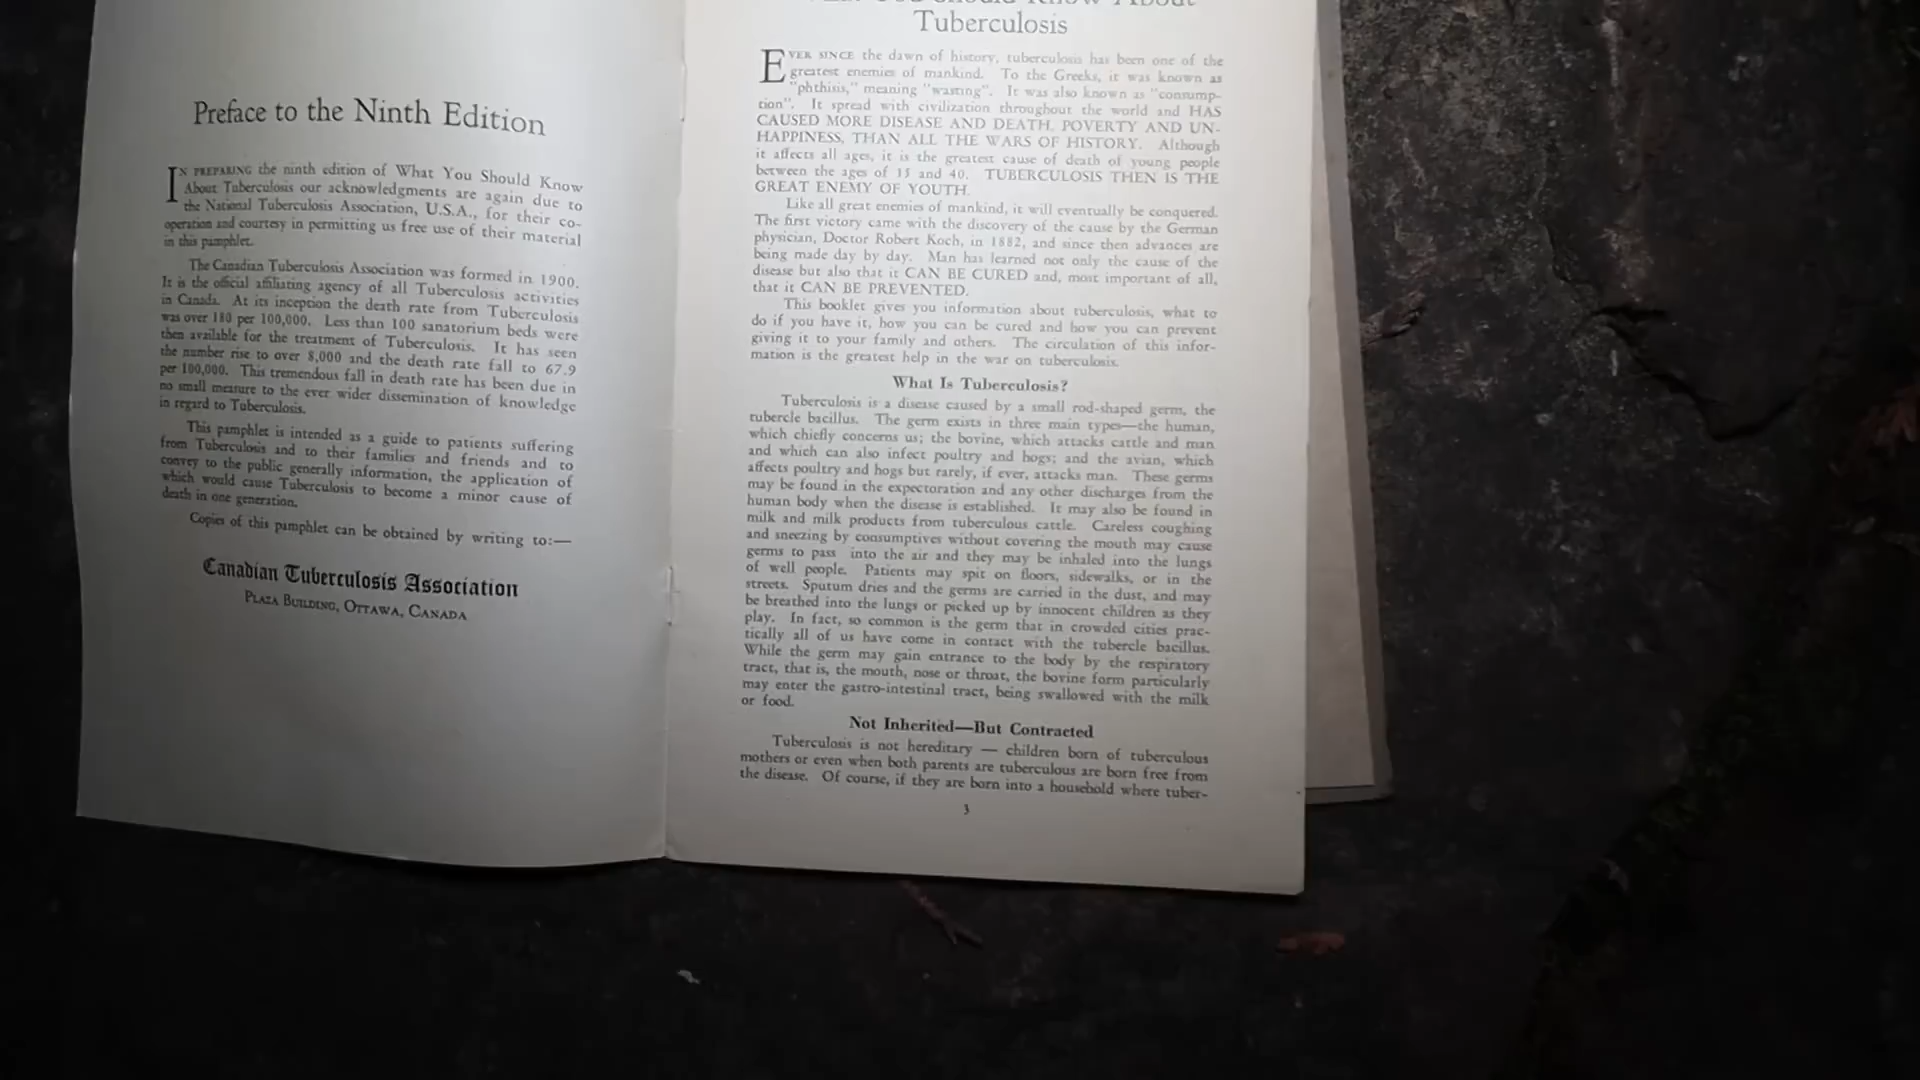 Preface to the Ninth Edition
IN PREPARING the ninth edition of What You Should Know
About Tuberculosis our acknowledgments are again due to
the National Tuberculosis Association, U.S.A., for their co-
operation and courtesy in permitting us free use of their material
in this pamphlet.
The Canadian Tuberculosis Association was formed in 1900.
It is the official affiliating agency of all Tuberculosis activities
in Canada. At its inception the death rate from Tuberculosis
was over 180 per 100,000. Less than 100 sanatorium beds were
then available for the treatment of Tuberculosis. It has seen
the number rise to over 8,000 and the death rate fall to 67.9
per 100,000. This tremendous fall in death rate has been due in
no small measure to the ever wider dissemination of knowledge
in regard to Tuberculosis.
This pamphlet is intended as a guide to patients suffering
from Tuberculosis and to their families and friends and to
convey to the public generally information, the application of
which would cause Tuberculosis to become a minor cause of
death in one generation.
Copies of this pamphlet can be obtained by writing to:—
Canadian Tuberculosis Association
PLAZA BUILDING, OTTAWA, CANADA
You Should Know About
Tuberculosis
EVER SINCE the dawn of history, tuberculosis has been one of the
greatest enemies of mankind. To the Greeks, it was known as
"phthisis," meaning "wasting". It was also known as "consump-
tion". It spread with civilization throughout the world and HAS
CAUSED MORE DISEASE AND DEATH, POVERTY AND UN-
HAPPINESS, THAN ALL THE WARS OF HISTORY. Although
it affects all ages, it is the greatest cause of death of young people
between the ages of 15 and 40. TUBERCULOSIS THEN IS THE
GREAT ENEMY OF YOUTH.
Like all great enemies of mankind, it will eventually be conquered.
The first victory came with the discovery of the cause by the German
physician, Doctor Robert Koch, in 1882, and since then advances are
being made day by day. Man has learned not only the cause of the
disease but also that it CAN BE CURED and, most important of all,
that it CAN BE PREVENTED.
This booklet gives you information about tuberculosis, what to
do if you have it, how you can be cured and how you can prevent
giving it to your family and others. The circulation of this infor-
mation is the greatest help in the war on tuberculosis.
What Is Tuberculosis?
Tuberculosis is a disease caused by a small rod-shaped germ, the
tubercle bacillus. The germ exists in three main types—the human,
which chiefly concerns us; the bovine, which attacks cattle and man
and which can also infect poultry and hogs; and the avian, which
affects poultry and hogs but rarely, if ever, attacks man. These germs
may be found in the expectoration and any other discharges from the
human body when the disease is established. It may also be found in
milk and milk products from tuberculous cattle. Careless coughing
and sneezing by consumptives without covering the mouth may cause
germs to pass into the air and they may be inhaled into the lungs
of well people. Patients may spit on floors, sidewalks, or in the
streets. Sputum dries and the germs are carried in the dust, and may
be breathed into the lungs or picked up by innocent children as they
play. In fact, so common is the germ that in crowded cities prac-
tically all of us have come in contact with the tubercle bacillus.
While the germ may gain entrance to the body by the respiratory
tract, that is, the mouth, nose or throat, the bovine form particularly
may enter the gastro-intestinal tract, being swallowed with the milk
or food.
Not Inherited—But Contracted
Tuberculosis is not hereditary — children born of tuberculous
mothers or even when both parents are tuberculous are born free from
the disease. Of course, if they are born into a household where tuber-
3